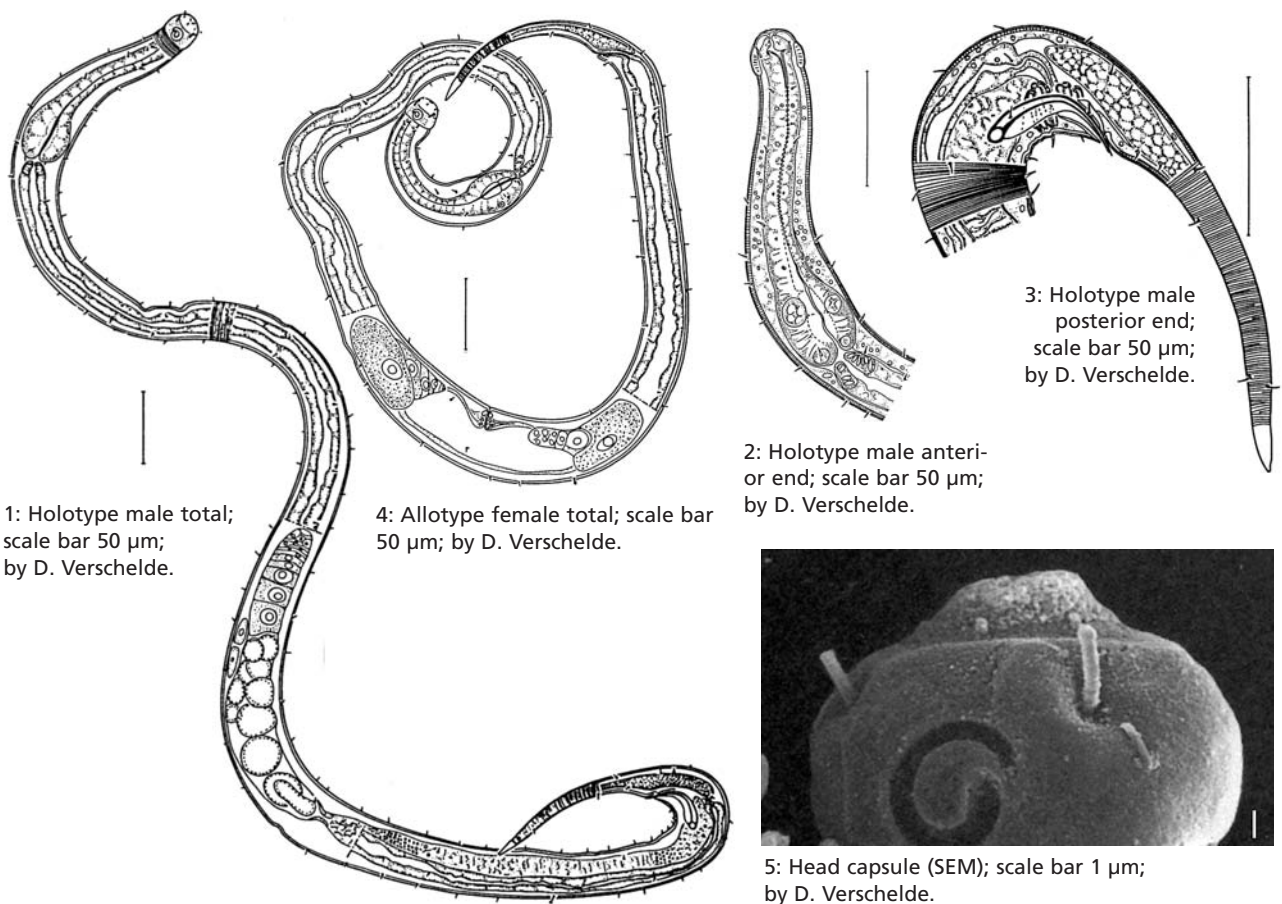 1: Holotype male total;
scale bar 50 µm;
by D. Verschelde.
4: Allotype female total; scale bar
50 µm; by D. Verschelde.
2: Holotype male anteri-
or end; scale bar 50 µm;
by D. Verschelde.
3: Holotype male
posterior end;
scale bar 50 µm;
by D. Verschelde.
5: Head capsule (SEM); scale bar 1 µm;
by D. Verschelde.